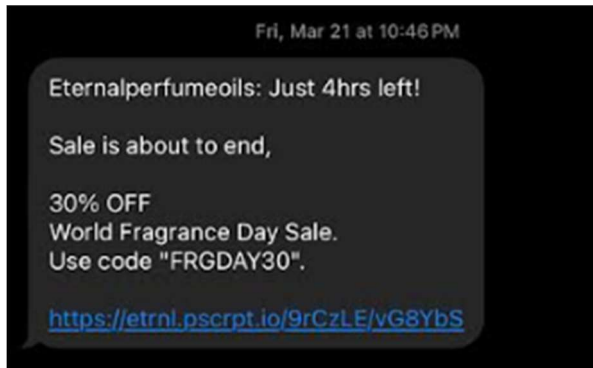 Fri, Mar 21 at 10:46 PM
Eternalperfumeoils: Just 4hrs left!
Sale is about to end,
30% OFF
World Fragrance Day Sale.
Use code "FRGDAY30".
https://etrnl.pscrpt.io/9rCzLE/vG8YbS